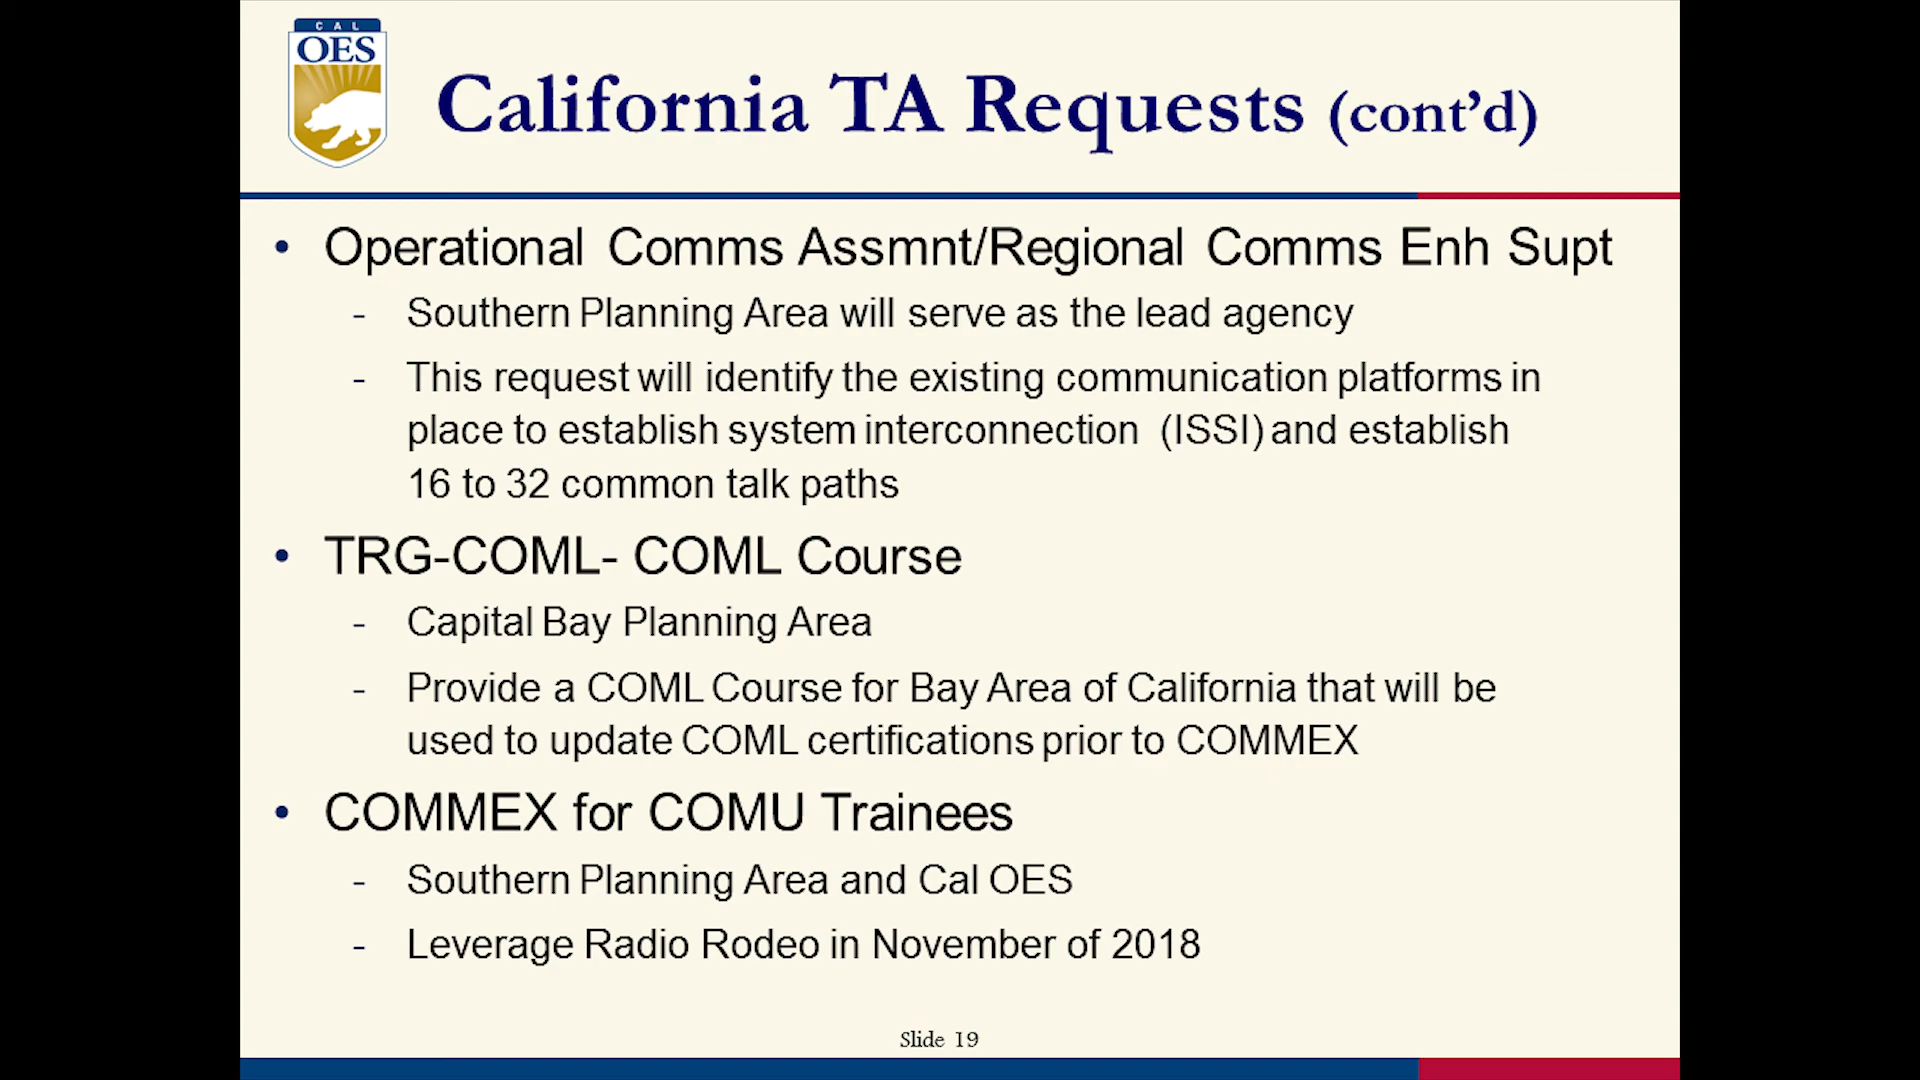 CAL
OES
California TA Requests (cont’d)
• Operational Comms Assmnt/Regional Comms Enh Supt
- Southern Planning Area will serve as the lead agency
- This request will identify the existing communication platforms in
place to establish system interconnection (ISSI) and establish
16 to 32 common talk paths
• TRG-COML- COML Course
- Capital Bay Planning Area
- Provide a COML Course for Bay Area of California that will be
used to update COML certifications prior to COMMEX
• COMMEX for COMU Trainees
- Southern Planning Area and Cal OES
- Leverage Radio Rodeo in November of 2018
Slide 19